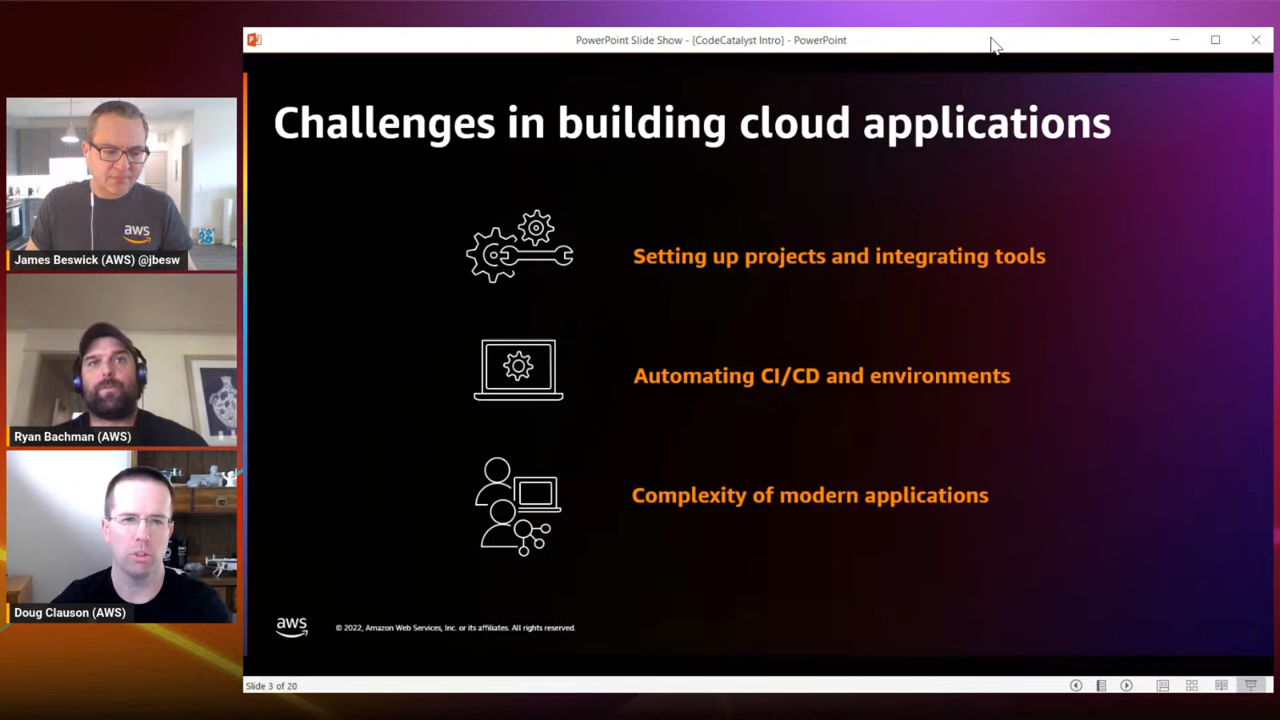 PowerPoint Slide Show - [CodeCatalyst Intro] - PowerPoint
Challenges in building cloud applications
Setting up projects and integrating tools
Automating CI/CD and environments
Complexity of modern applications
aws
© 2022, Amazon Web Services, Inc. or its affiliates. All rights reserved.
Slide 3 of 20
aws
James Beswick (AWS) @jbesw
Ryan Bachman (AWS)
Doug Clauson (AWS)